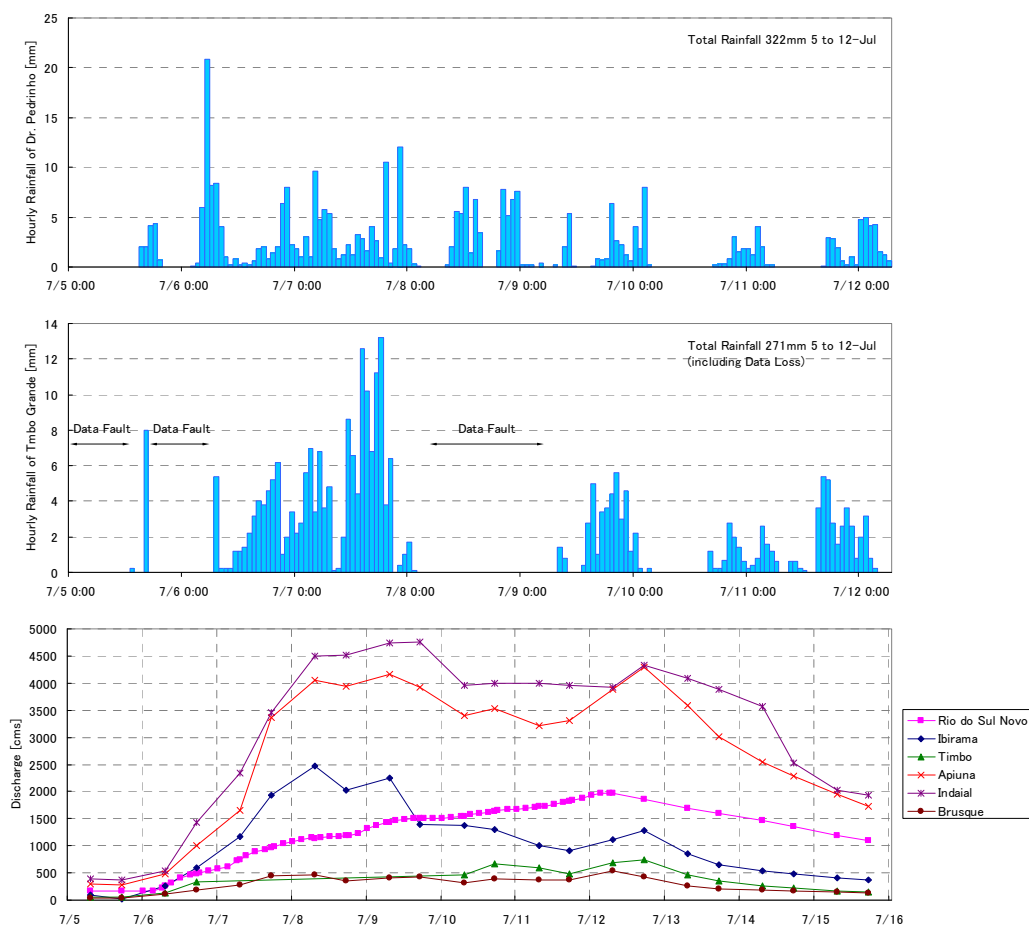 Hourly Rainfall of Dr. Pedrinho [mm]
25
20
15
10
5
0
Total Rainfall 322mm 5 to 12-Jul
7/5 0:00 7/6 0:00 7/7 0:00 7/8 0:00 7/9 0:00 7/10 0:00 7/11 0:00 7/12 0:00
Hourly Rainfall of Tmbo Grande [mm]
14
12
10
8
6
4
2
0
Total Rainfall 271mm 5 to 12-Jul
(including Data Loss)
Data Fault Data Fault Data Fault
7/5 0:00 7/6 0:00 7/7 0:00 7/8 0:00 7/9 0:00 7/10 0:00 7/11 0:00 7/12 0:00
Discharge [cms]
5000
4500
4000
3500
3000
2500
2000
1500
1000
500
0
7/5 7/6 7/7 7/8 7/9 7/10 7/11 7/12 7/13 7/14 7/15 7/16
Rio do Sul Novo
Ibirama
Timbo
Apiuna
Indaial
Brusque